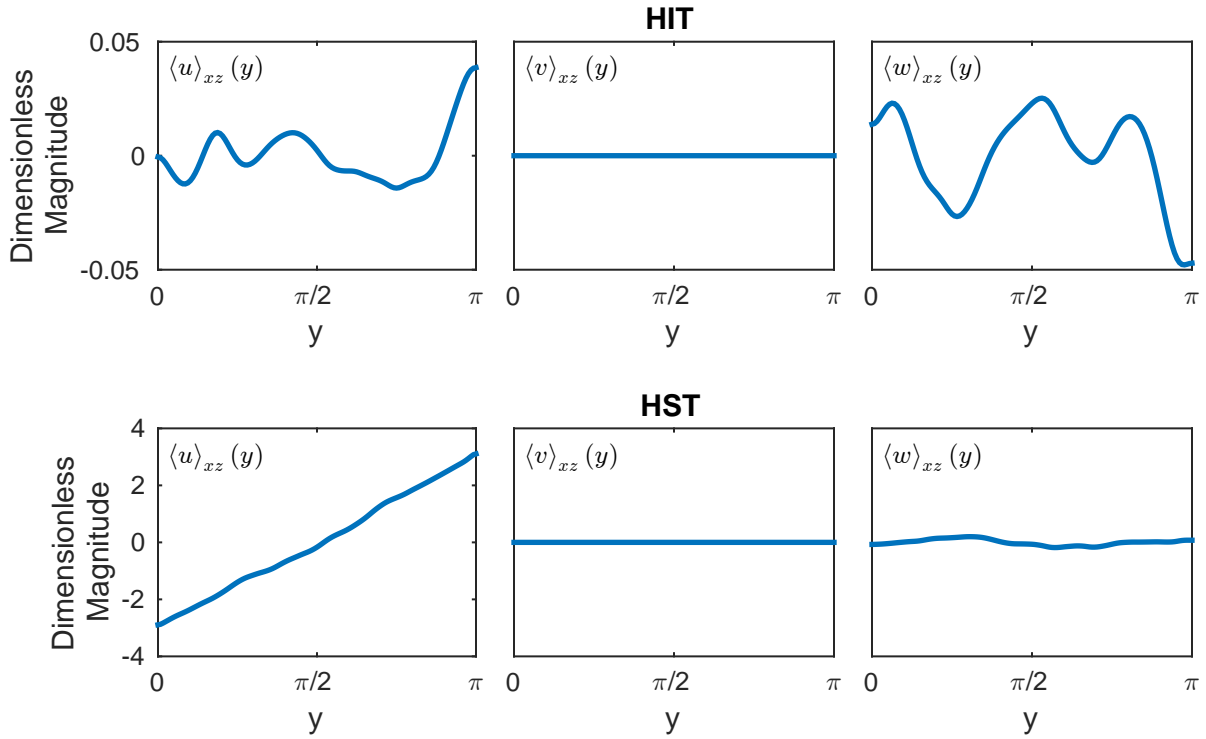 HIT
Dimensionless
Magnitude
0.05
0
-0.05
⟨u⟩xz (y)
⟨v⟩xz (y)
⟨w⟩xz (y)
0 π/2 π
0 π/2 π
0 π/2 π
y
y
y
HST
Dimensionless
Magnitude
4
2
0
-2
-4
⟨u⟩xz (y)
⟨v⟩xz (y)
⟨w⟩xz (y)
0 π/2 π
0 π/2 π
0 π/2 π
y
y
y